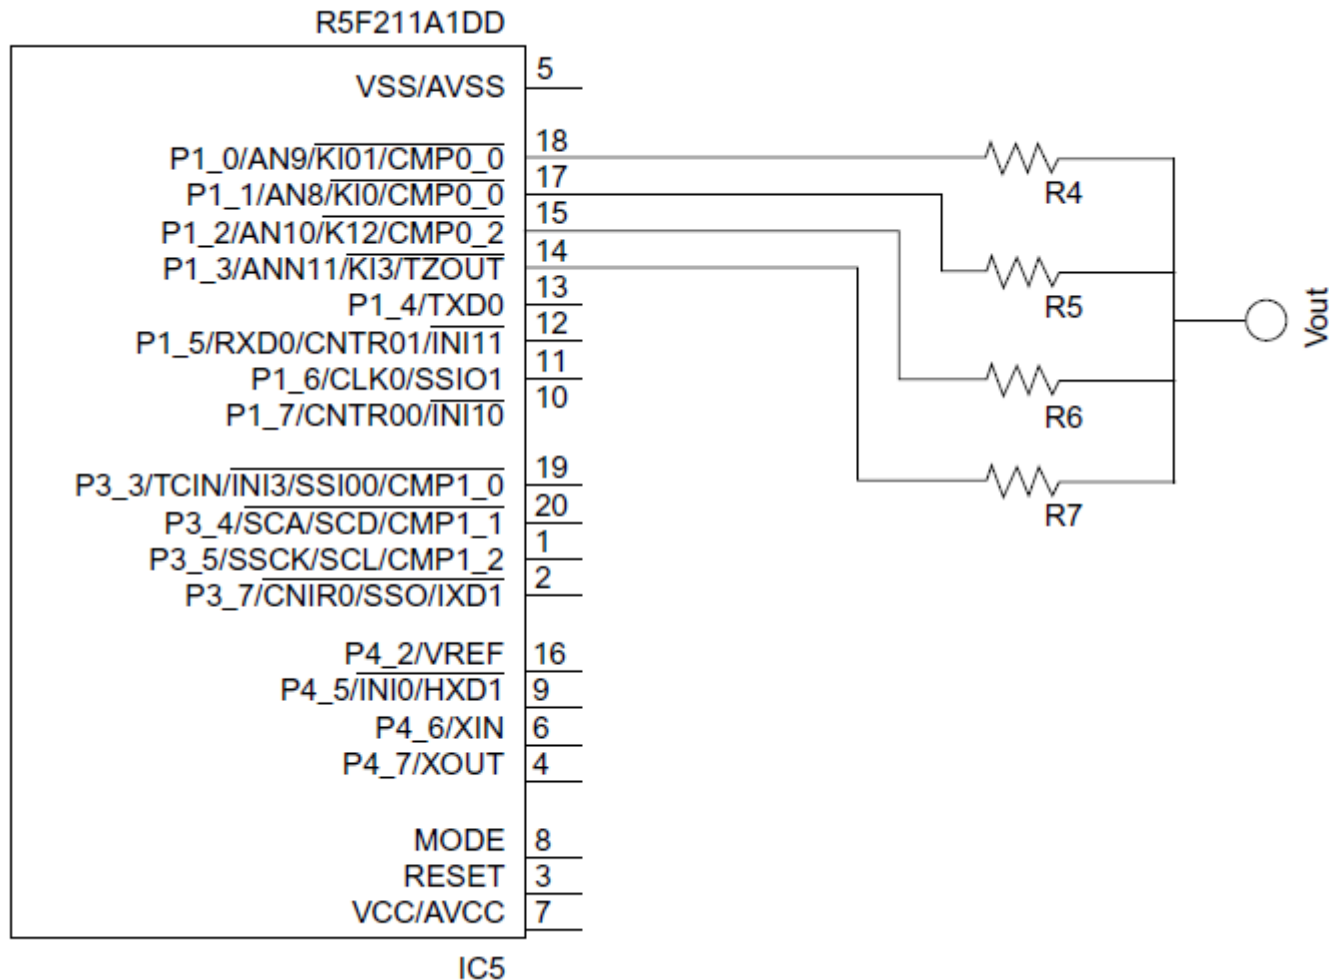 R5F211A1DD
VSS/AVSS 5
P1_0/AN9/KI01/CMP0_0 18
P1_1/AN8/KI0/CMP0_0 17
P1_2/AN10/K12/CMP0_2 15
P1_3/ANN11/KI3/TZOUT 14
P1_4/TXD0 13
P1_5/RXD0/CNTR01/INI11 12
P1_6/CLK0/SSIO1 11
P1_7/CNTR00/INI10 10
P3_3/TCIN/INI3/SSI00/CMP1_0 19
P3_4/SCA/SCD/CMP1_1 20
P3_5/SSCK/SCL/CMP1_2 1
P3_7/CNIR0/SSO/IXD1 2
P4_2/VREF 16
P4_5/INI0/HXD1 9
P4_6/XIN 6
P4_7/XOUT 4
MODE 8
RESET 3
VCC/AVCC 7
IC5
R4
R5
R6
R7
Vout